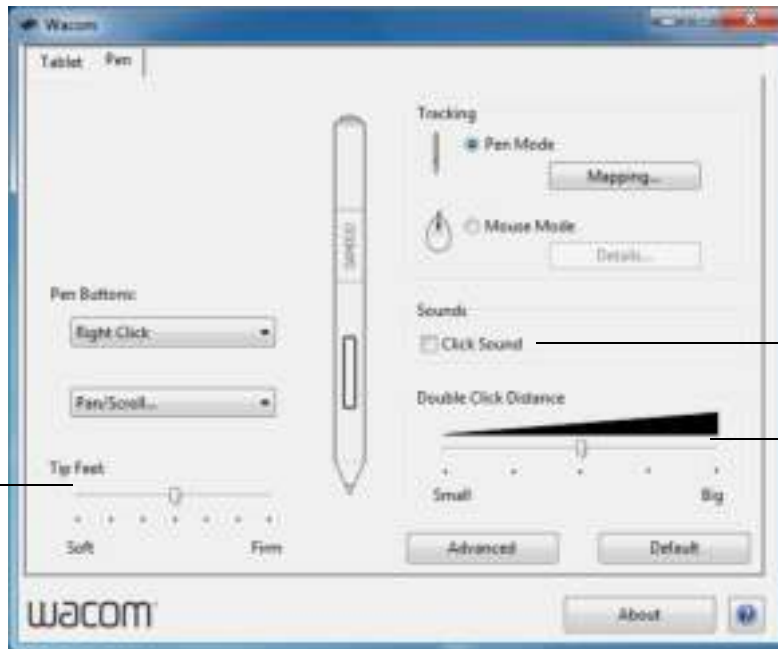 Wacom
Tablet Pen
Tracking
Pen Mode
Mapping...
Mouse Mode
Details...
Pen Buttons:
Right Click
Pan/Scroll...
Sounds
Click Sound
Double Click Distance
Small Big
Tip Feel
Soft Firm
Advanced Default
wacom
About
?